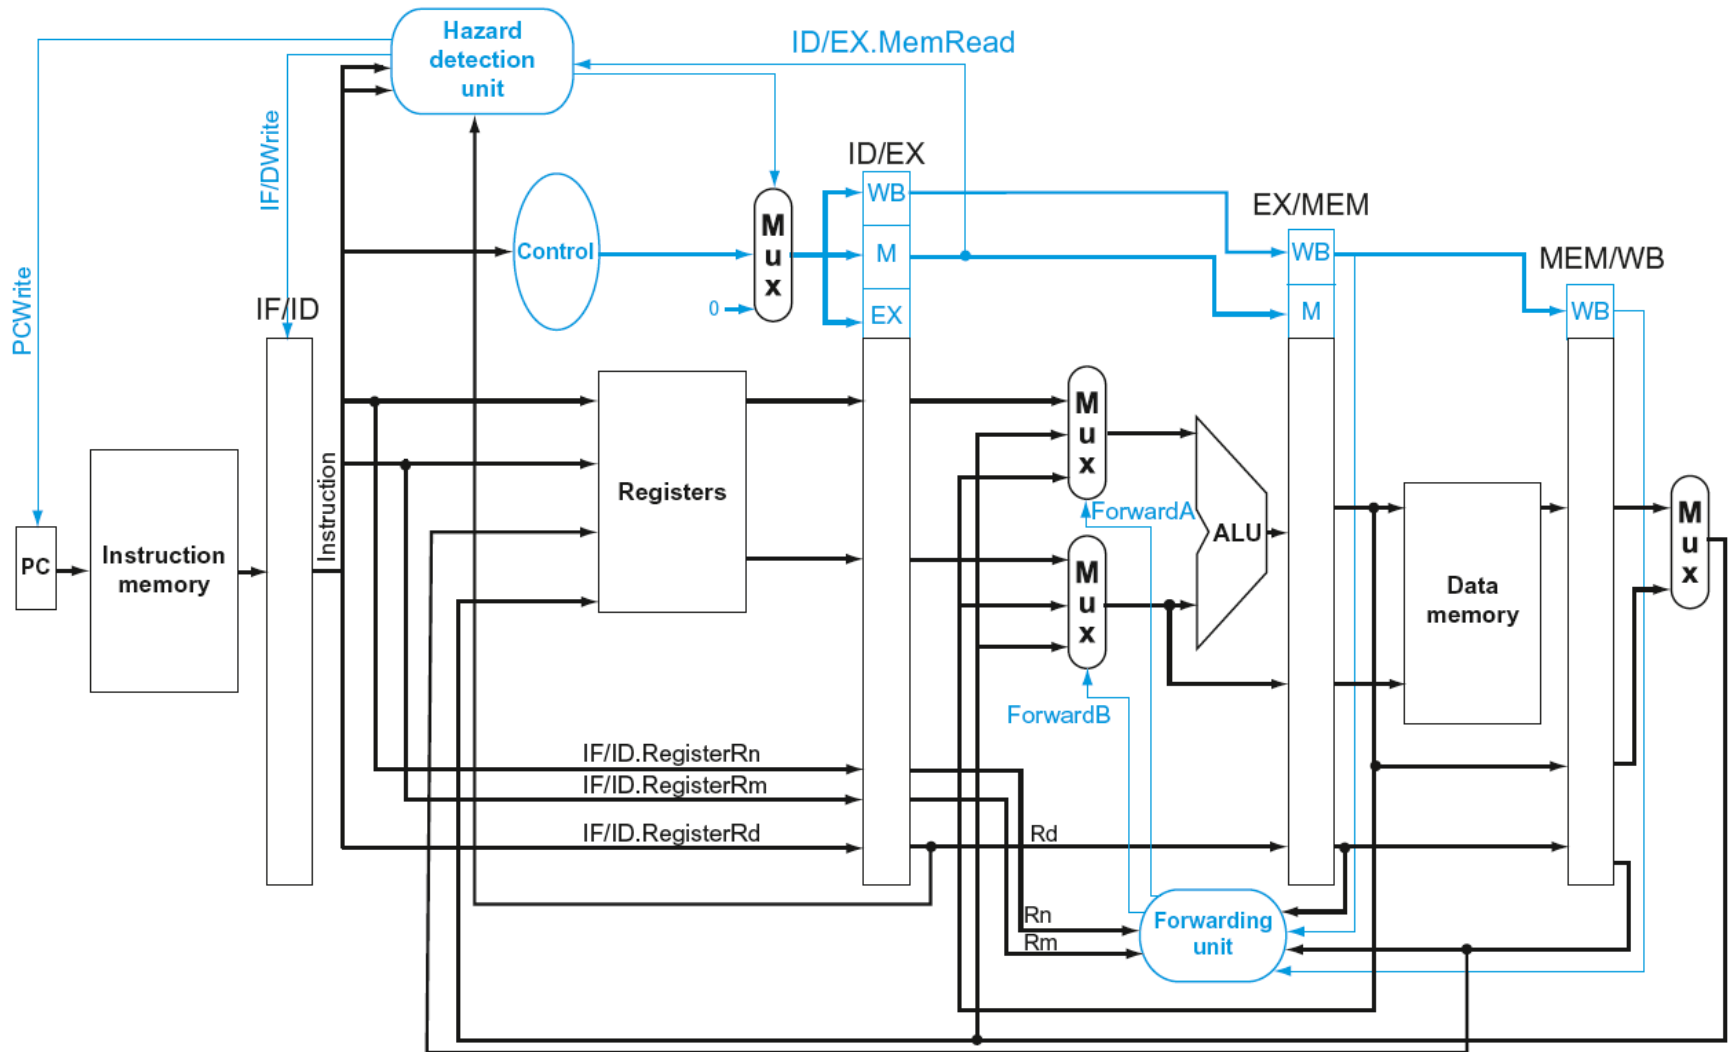 Hazard
detection
unit
ID/EX.MemRead
IF/DWrite
PCWrite
ID/EX
WB
M
EX
Control
0
M
u
x
EX/MEM
WB
M
MEM/WB
WB
IF/ID
Instruction
PC
Instruction
memory
Registers
M
u
x
ForwardA
M
u
x
ForwardB
ALU
Data
memory
M
u
x
IF/ID.RegisterRn
IF/ID.RegisterRm
IF/ID.RegisterRd
Rd
Rn
Rm
Forwarding
unit